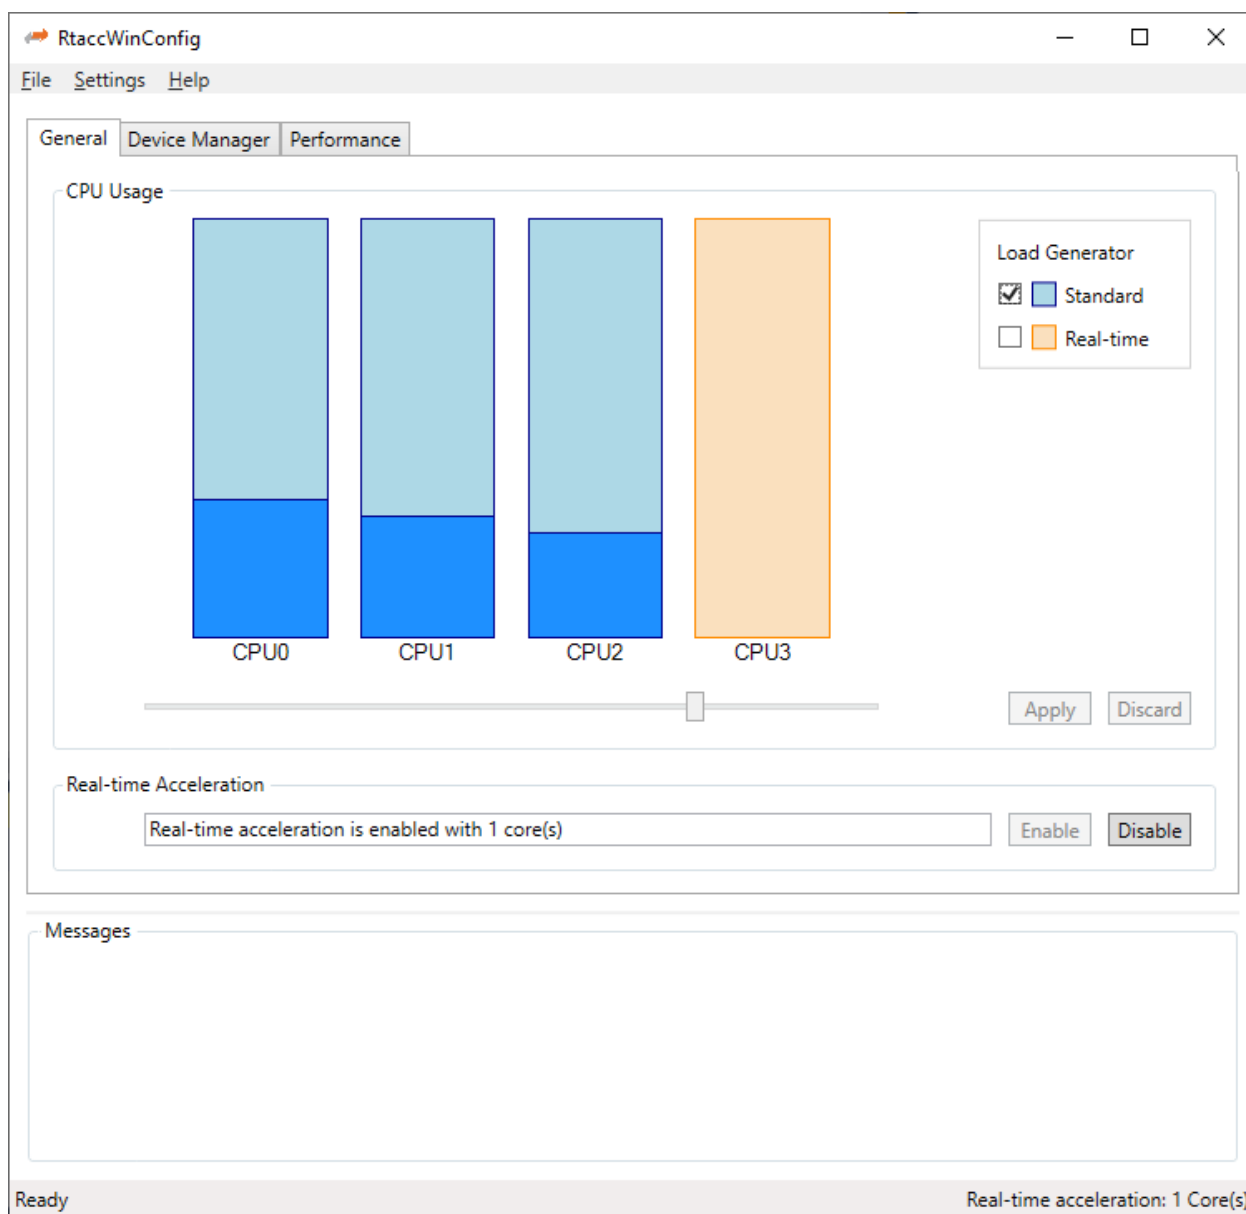 RtaccWinConfig
File Settings Help
General Device Manager Performance
CPU Usage
Load Generator
Standard
Real-time
CPU0 CPU1 CPU2 CPU3
Apply Discard
Real-time Acceleration
Real-time acceleration is enabled with 1 core(s) Enable Disable
Messages
Ready Real-time acceleration: 1 Core(s)